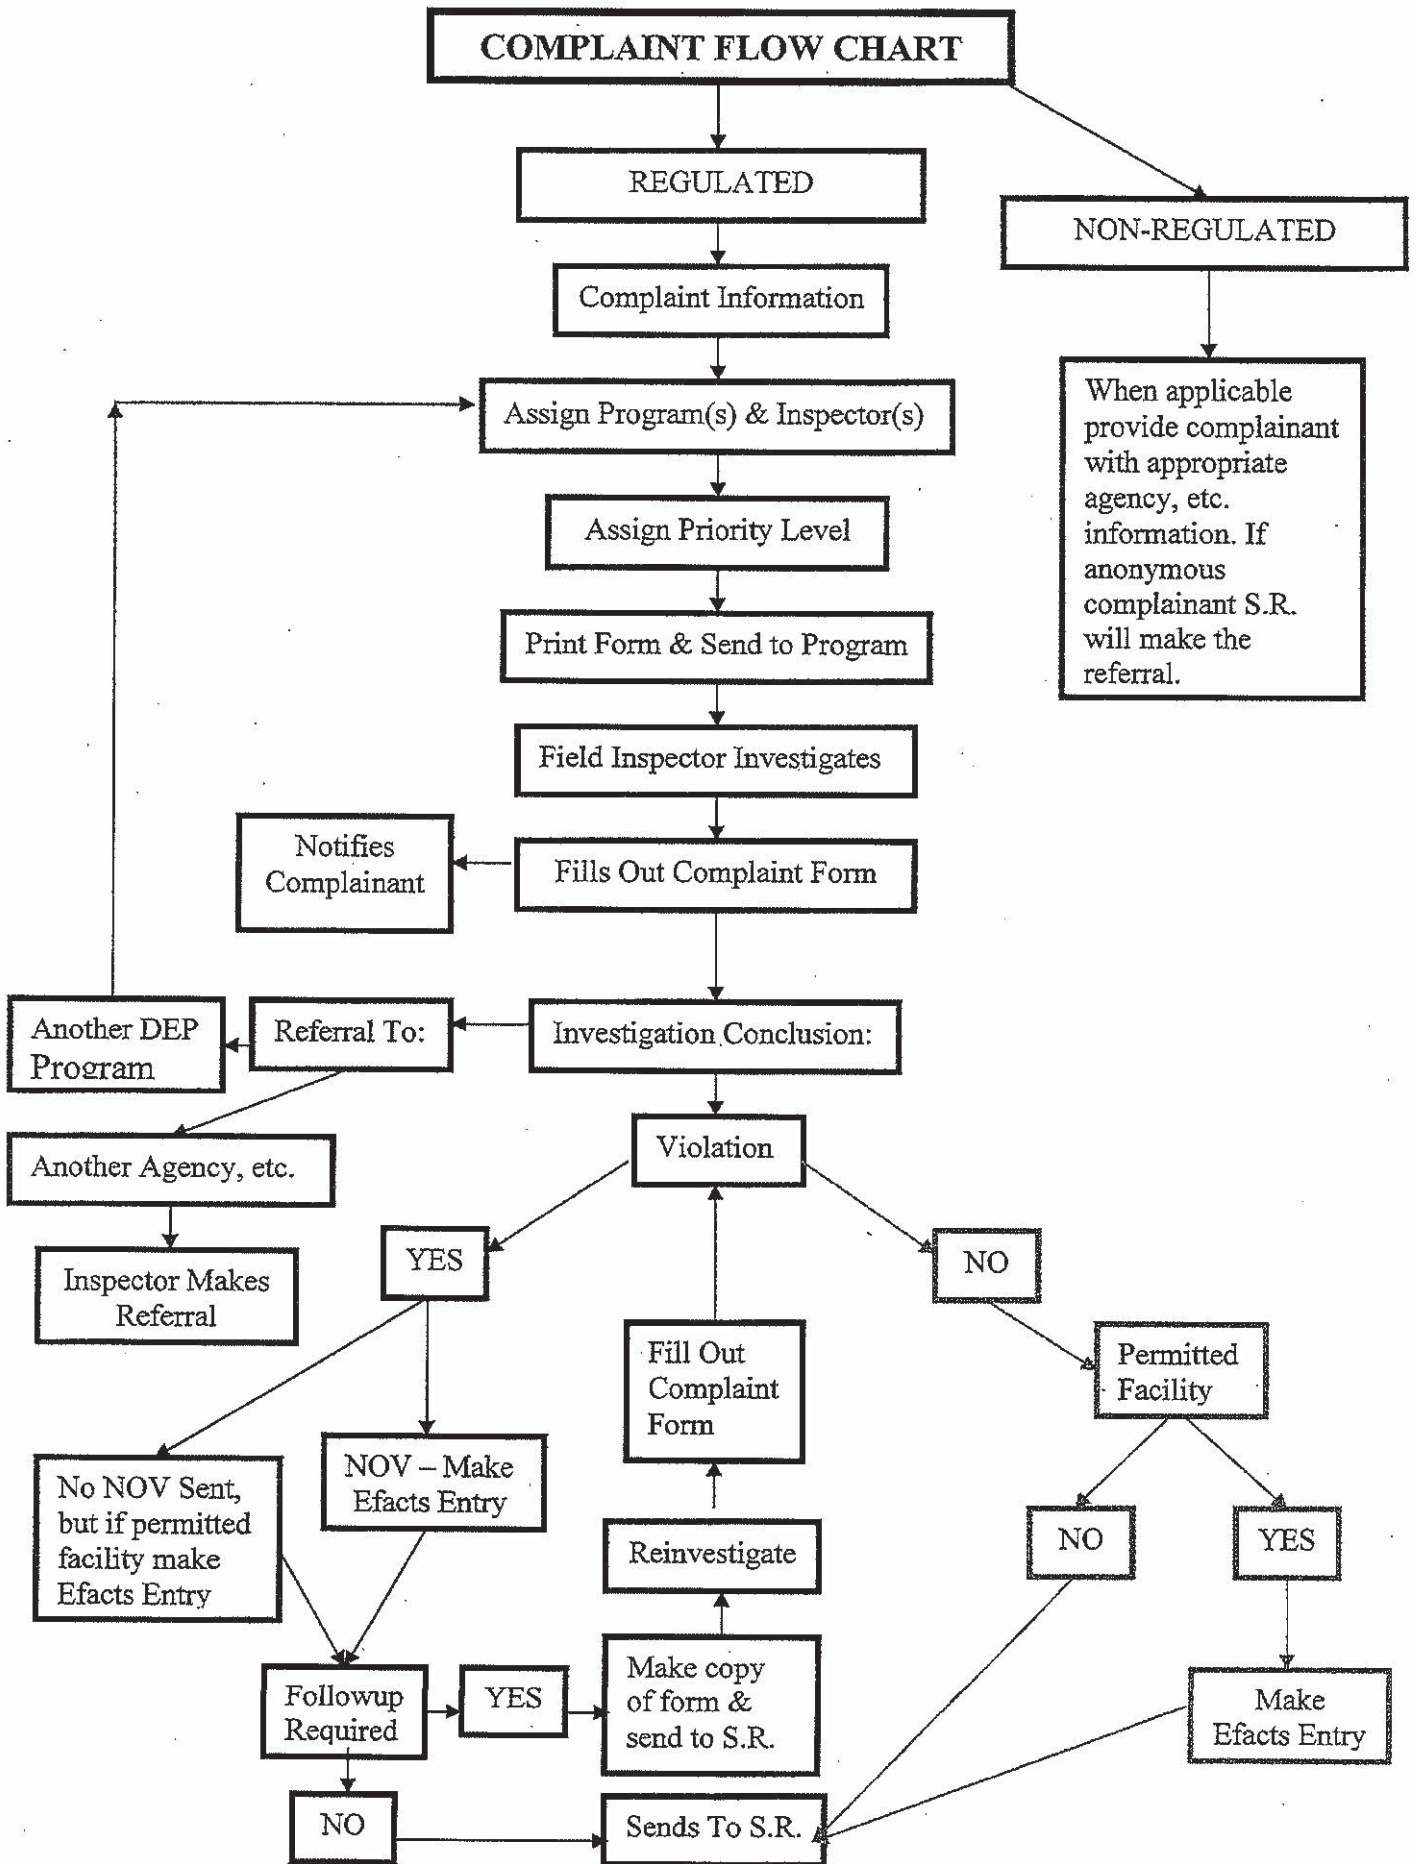 COMPLAINT FLOW CHART
REGULATED
NON-REGULATED
Complaint Information
When applicable
provide complainant
with appropriate
agency, etc.
information. If
anonymous
complainant S.R.
will make the
referral.
Assign Program(s) & Inspector(s)
Assign Priority Level
Print Form & Send to Program
Field Inspector Investigates
Notifies
Complainant
Fills Out Complaint Form
Another DEP
Program
Referral To:
Investigation Conclusion:
Another Agency, etc.
Violation
Inspector Makes
Referral
YES
NO
Fill Out
Complaint
Form
Permitted
Facility
No NOV Sent,
but if permitted
facility make
Efacts Entry
NOV – Make
Efacts Entry
Reinvestigate
NO
YES
Followup
Required
YES
Make copy
of form &
send to S.R.
Make
Efacts Entry
NO
Sends To S.R.